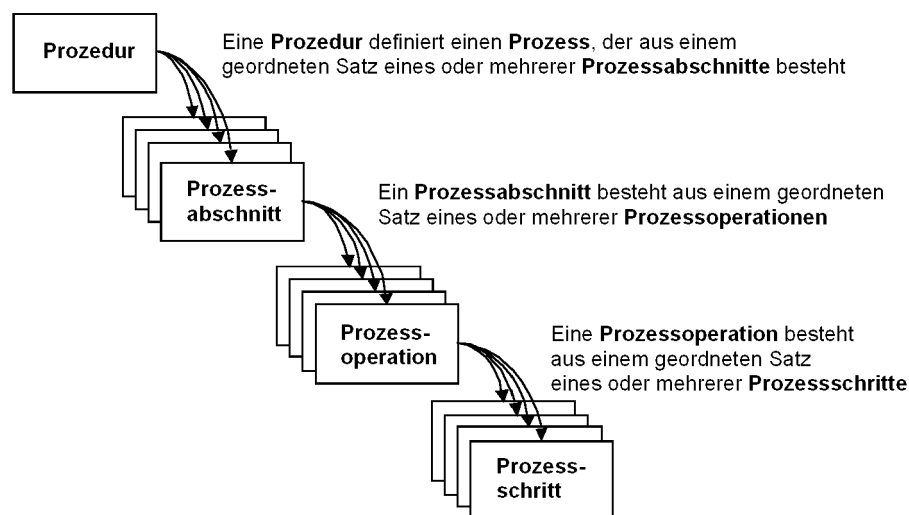 Prozedur
Eine Prozedur definiert einen Prozess, der aus einem
geordneten Satz eines oder mehrerer Prozessabschnitte besteht
Prozess-
abschnitt
Ein Prozessabschnitt besteht aus einem geordneten
Satz eines oder mehrerer Prozessoperationen
Prozess-
operation
Eine Prozessoperation besteht
aus einem geordneten Satz
eines oder mehrerer Prozessschritte
Prozess-
schritt